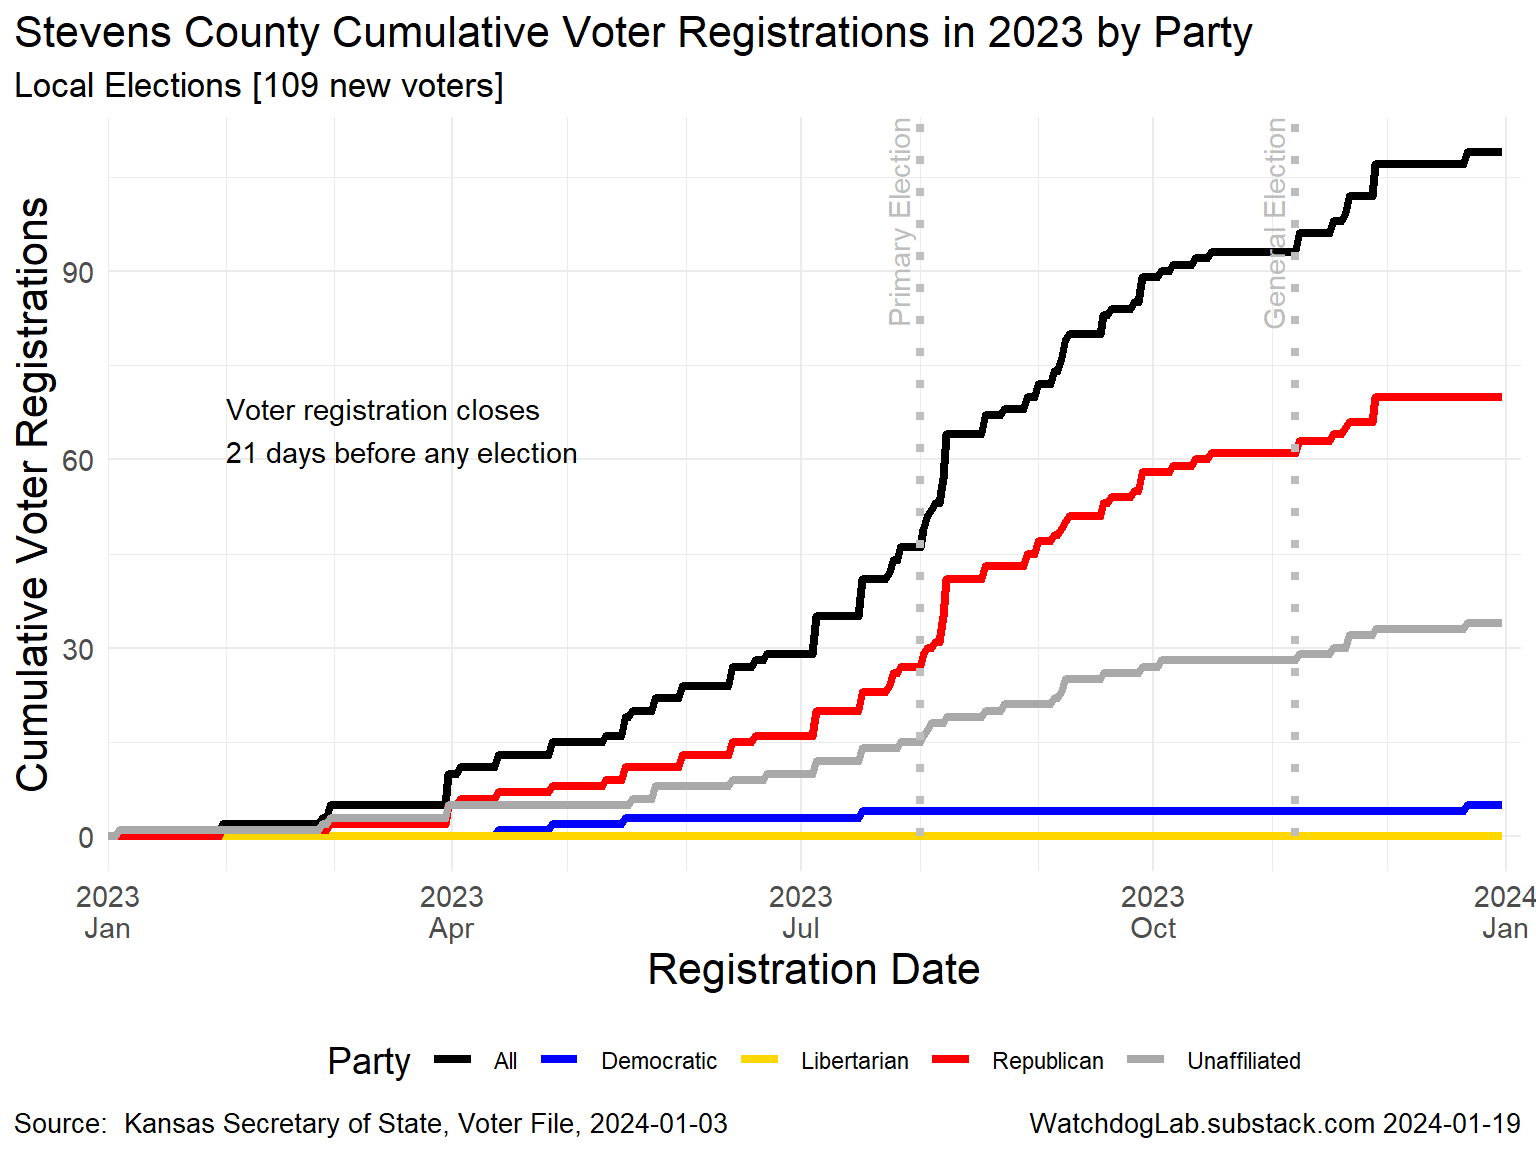 Stevens County Cumulative Voter Registrations in 2023 by Party
Local Elections [109 new voters]
Cumulative Voter Registrations
90
60
30
0
Voter registration closes
21 days before any election
Primary Election
General Election
2023
Jan
2023
Apr
2023
Jul
2023
Oct
2024
Jan
Registration Date
Party
All
Democratic
Libertarian
Republican
Unaffiliated
Source:  Kansas Secretary of State, Voter File, 2024-01-03
WatchdogLab.substack.com 2024-01-19